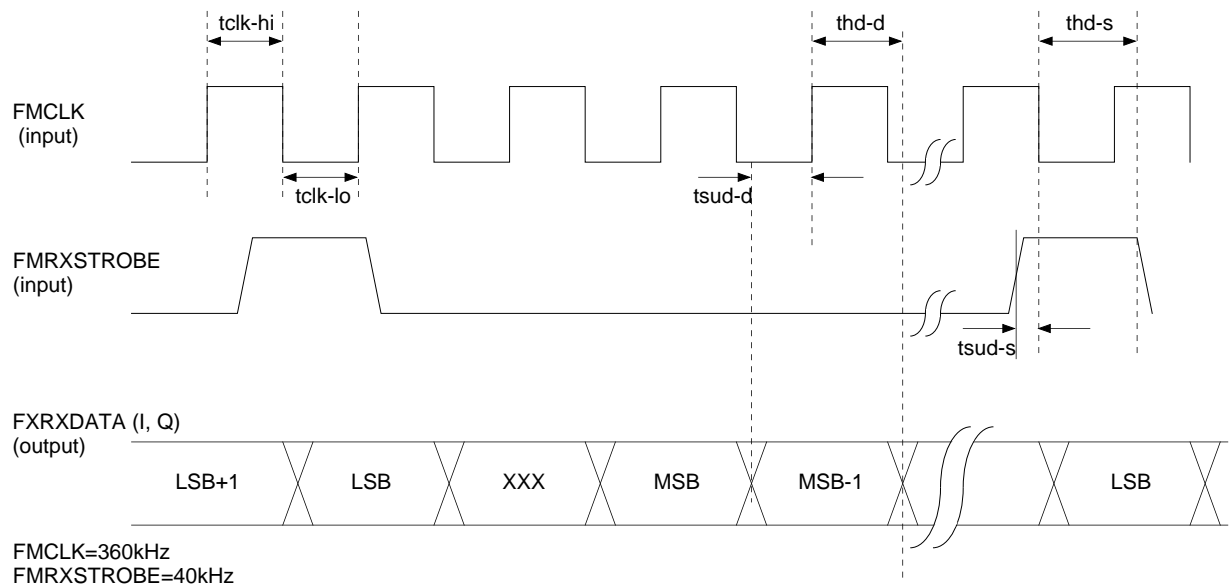 tclk-hi thd-d thd-s
FMCLK
(input)
tclk-lo tsud-d
FMRXSTROBE
(input)
tsud-s
FXRXDATA (I, Q)
(output)
LSB+1 LSB XXX MSB MSB-1 LSB
FMCLK=360kHz
FMRXSTROBE=40kHz